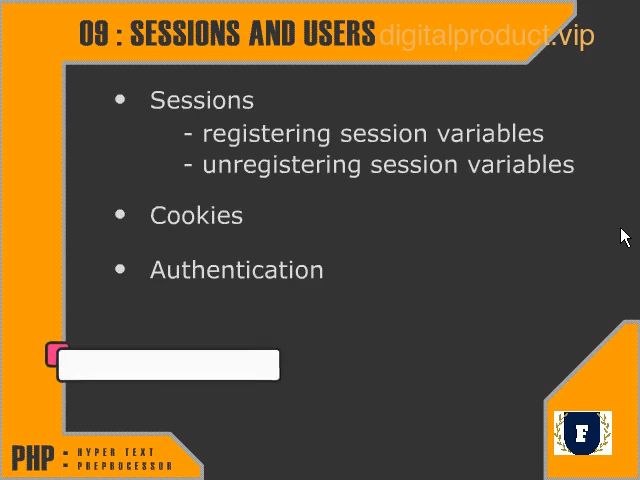 09 : SESSIONS AND USERS
digitalproduct.vip
• Sessions
- registering session variables
- unregistering session variables
• Cookies
• Authentication
PHP : HYPER TEXT
PREPROCESSOR
F